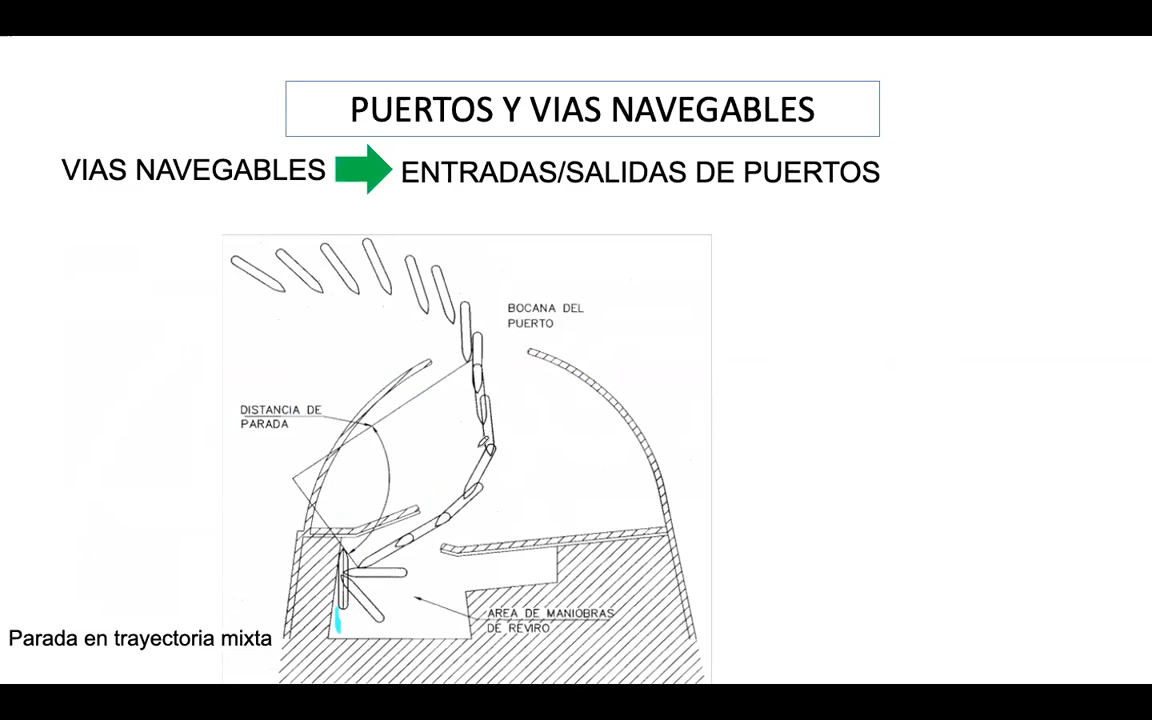 PUERTOS Y VIAS NAVEGABLES
VIAS NAVEGABLES
ENTRADAS/SALIDAS DE PUERTOS
BOCANA DEL
PUERTO
DISTANCIA DE
PARADA
AREA DE MANIOBRAS
DE REVIRO
Parada en trayectoria mixta